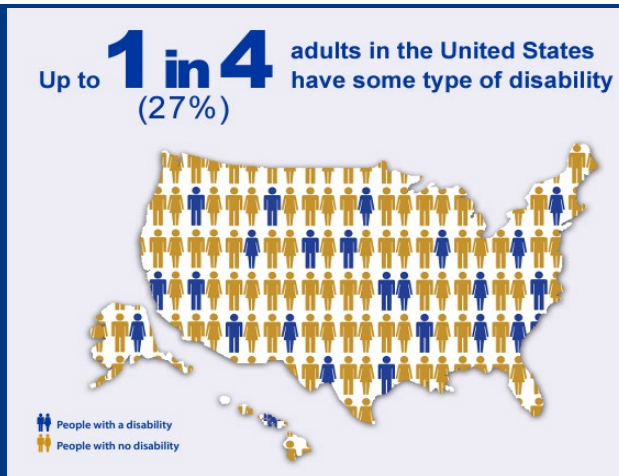 Up to 1 in 4 adults in the United States
(27%) have some type of disability
People with a disability
People with no disability